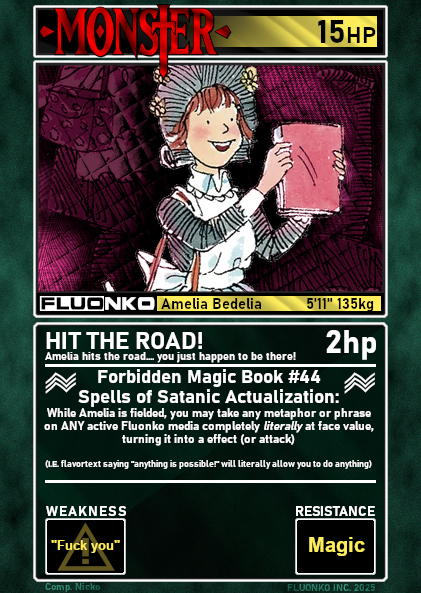 MONSTER
15HP
FLUONKO Amelia Bedelia 5'11" 135kg
HIT THE ROAD! 2hp
Amelia hits the road.... you just happen to be there!
Forbidden Magic Book #44
Spells of Satanic Actualization:
While Amelia is fielded, you may take any metaphor or phrase
on ANY active Fluonko media completely literally at face value,
turning it into a effect (or attack)
(I.E. flavortext saying "anything is possible!" will literally allow you to do anything)
WEAKNESS RESISTANCE
"Fuck you" Magic
Comp. Nicko FLUONKO INC. 2025